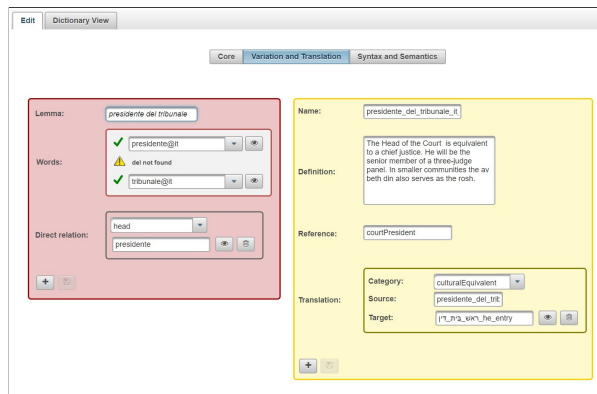 Edit Dictionary View
Core Variation and Translation Syntax and Semantics
Lemma: presidente del tribunale
Words:
presidente@it
del not found
tribunale@it
Direct relation:
head
presidente
Name: presidente_del_tribunale_it_
Definition:
The Head of the Court is equivalent
to a chief justice. He will be the
senior member of a three-judge
panel. In smaller communities the av
beth din also serves as the rosh.
Reference: courtPresident
Translation:
Category: culturalEquivalent
Source: presidente_del_trib
Target: ראש_בית_דין_he_entry